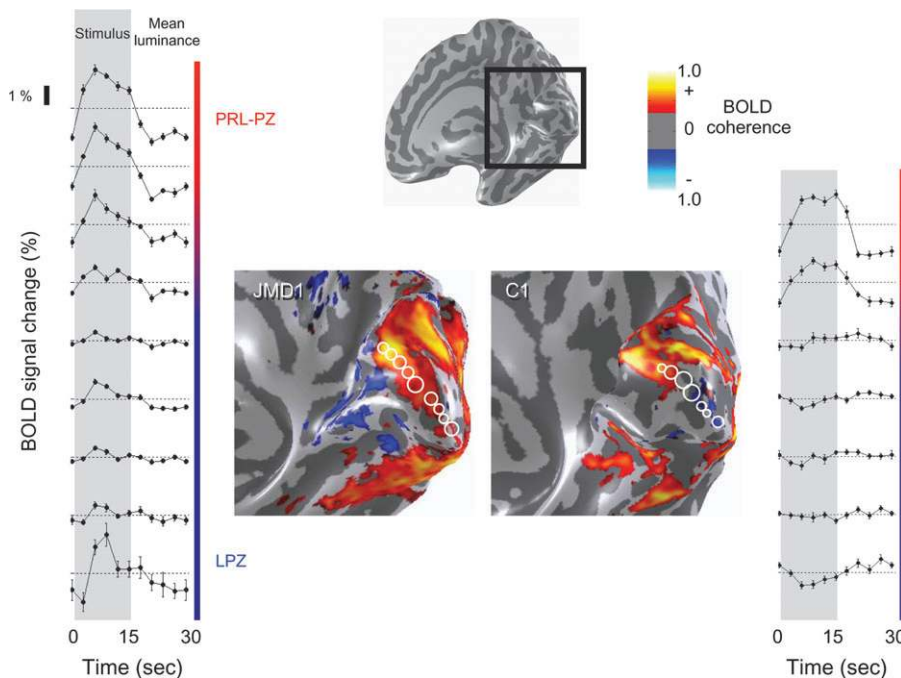 Stimulus
Mean
luminance
1 %
PRL-PZ
BOLD signal change (%)
LPZ
0 15 30
Time (sec)
1.0
+
0
-
1.0
BOLD
coherence
JMD1
C1
0 15 30
Time (sec)